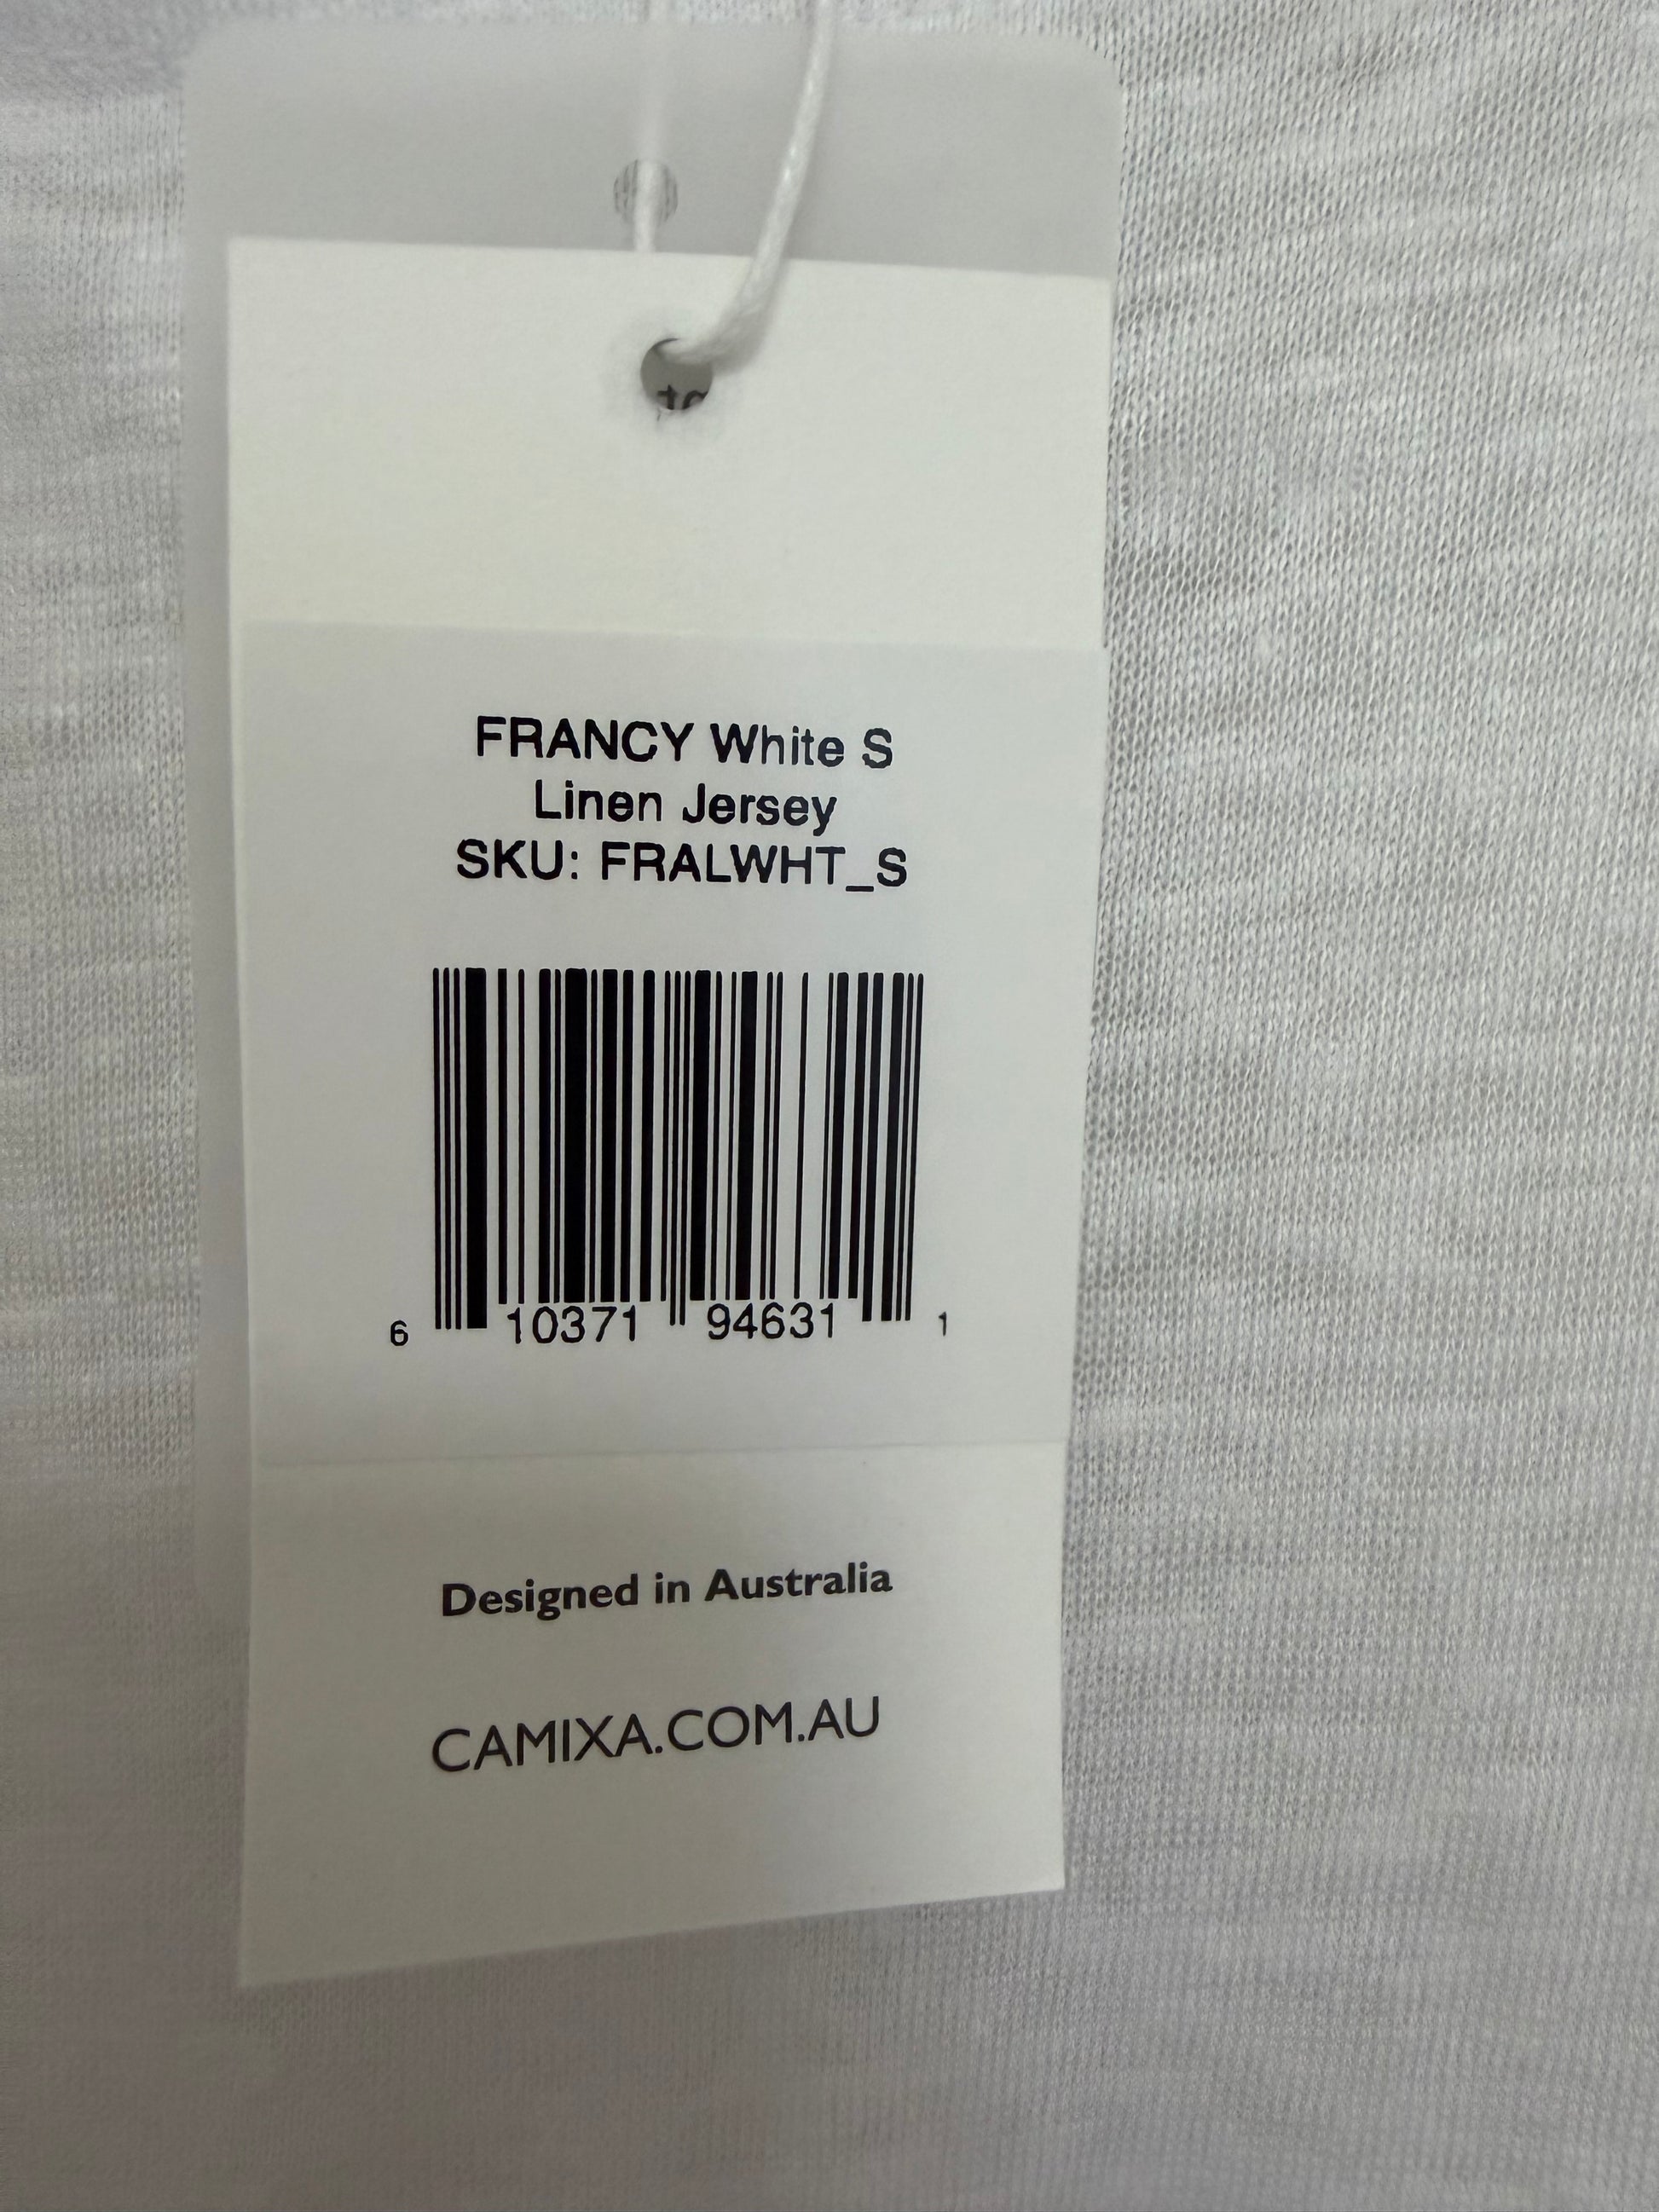 FRANCY White S
Linen Jersey
SKU: FRALWHT_S
6 10371 94631 1
Designed in Australia
CAMIXA.COM.AU